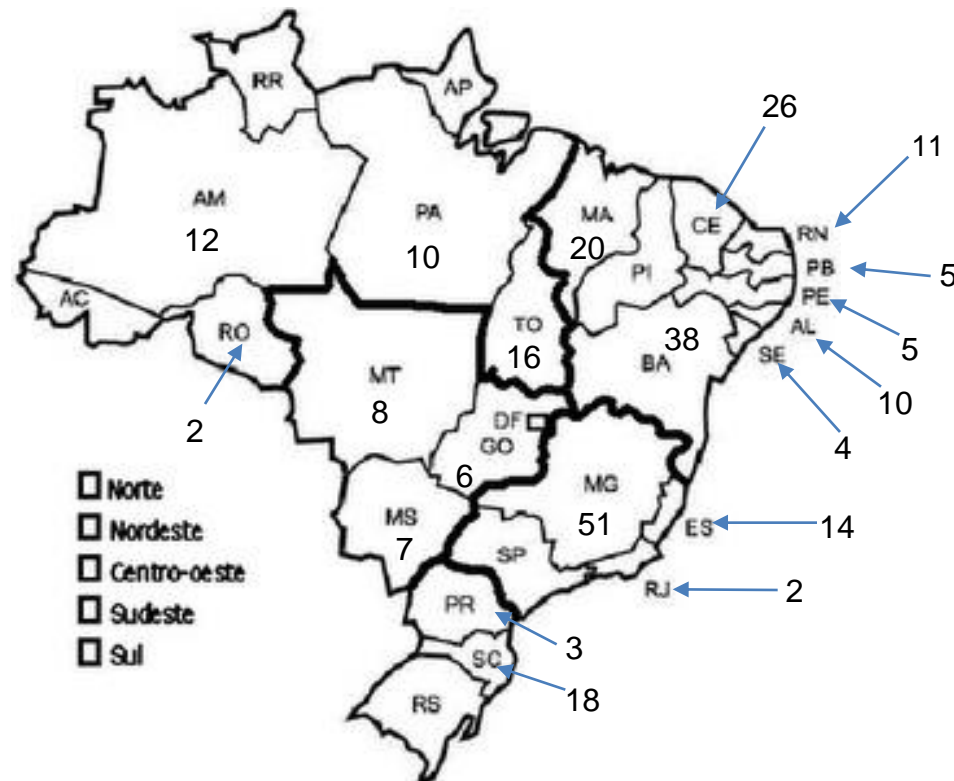 RR
AP
26
11
AM
PA
MA
CE
RN
12
10
20
PI
PB
5
AC
PE
RO
TO
38
AL
5
MT
16
BA
SE
2
8
10
DF
GO
4
6
MG
Norte
MS
51
ES
14
Nordeste
7
SP
Centro-oeste
RJ
2
Sudeste
PR
3
Sul
SC
18
RS